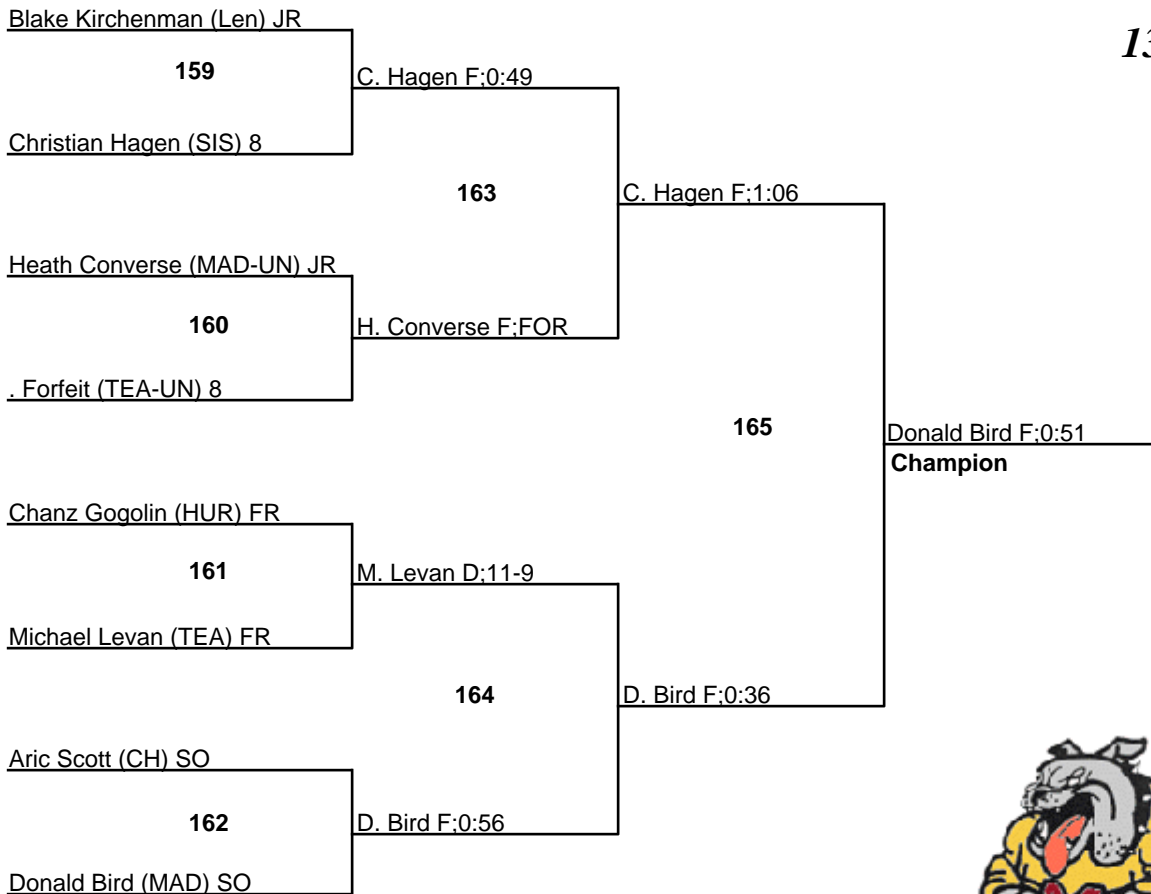 Blake Kirchenman (Len) JR
13
159
C. Hagen F;0:49
Christian Hagen (SIS) 8
163
C. Hagen F;1:06
Heath Converse (MAD-UN) JR
160
H. Converse F;FOR
. Forfeit (TEA-UN) 8
165
Donald Bird F;0:51
Champion
Chanz Gogolin (HUR) FR
161
M. Levan D;11-9
Michael Levan (TEA) FR
164
D. Bird F;0:36
Aric Scott (CH) SO
162
D. Bird F;0:56
Donald Bird (MAD) SO